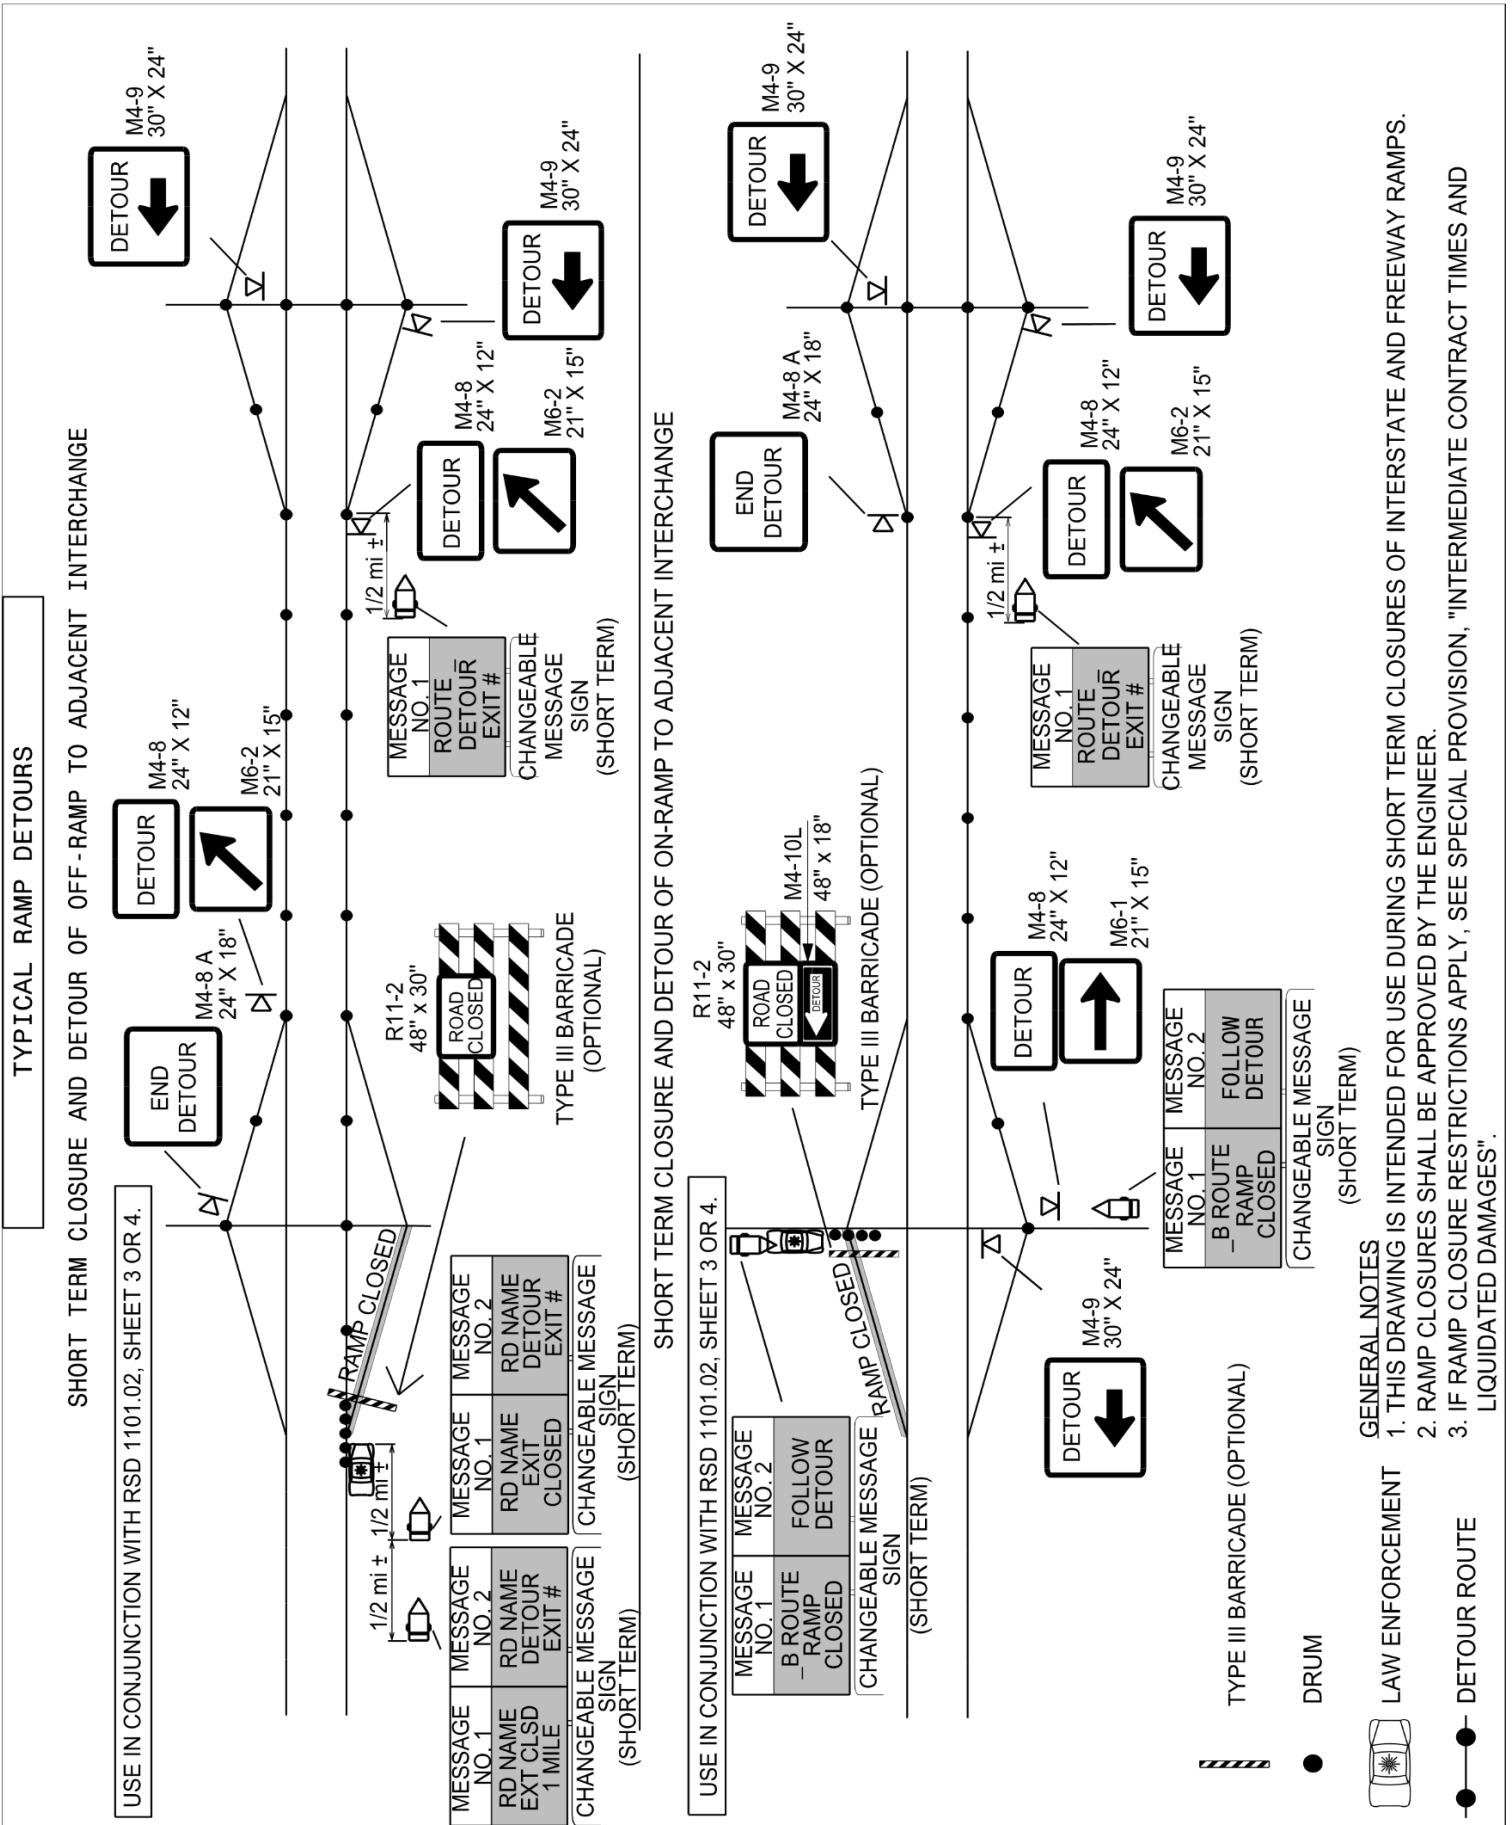 TYPICAL RAMP DETOURS
SHORT TERM CLOSURE AND DETOUR OF OFF-RAMP TO ADJACENT INTERCHANGE
USE IN CONJUNCTION WITH RSD 1101.02, SHEET 3 OR 4.
END
DETOUR
M4-8 A
24" X 18"
DETOUR
M4-8
24" X 12"
M6-2
21" X 15"
DETOUR
M4-9
30" X 24"
RAMP CLOSED
1/2 mi ±
1/2 mi ±
MESSAGE
NO. 1
RD NAME
EXT CLSD
1 MILE
MESSAGE
NO. 2
RD NAME
DETOUR
EXIT #
CHANGEABLE MESSAGE
SIGN
(SHORT TERM)
MESSAGE
NO. 1
RD NAME
EXIT
CLOSED
MESSAGE
NO. 2
RD NAME
DETOUR
EXIT #
CHANGEABLE MESSAGE
SIGN
(SHORT TERM)
R11-2
48" x 30"
ROAD
CLOSED
TYPE III BARRICADE
(OPTIONAL)
1/2 mi ±
MESSAGE
NO. 1
ROUTE _
DETOUR
EXIT #
CHANGEABLE
MESSAGE
SIGN
(SHORT TERM)
DETOUR
M4-8
24" X 12"
M6-2
21" X 15"
DETOUR
M4-9
30" X 24"
SHORT TERM CLOSURE AND DETOUR OF ON-RAMP TO ADJACENT INTERCHANGE
USE IN CONJUNCTION WITH RSD 1101.02, SHEET 3 OR 4.
MESSAGE
NO. 1
_B ROUTE
RAMP
CLOSED
MESSAGE
NO. 2
FOLLOW
DETOUR
CHANGEABLE MESSAGE
SIGN
(SHORT TERM)
RAMP CLOSED
R11-2
48" x 30"
ROAD
CLOSED
DETOUR
M4-10L
48" x 18"
TYPE III BARRICADE (OPTIONAL)
END
DETOUR
M4-8 A
24" X 18"
DETOUR
M4-9
30" X 24"
DETOUR
M4-9
30" X 24"
MESSAGE
NO. 1
_B ROUTE
RAMP
CLOSED
MESSAGE
NO. 2
FOLLOW
DETOUR
CHANGEABLE MESSAGE
SIGN
(SHORT TERM)
DETOUR
M4-8
24" X 12"
M6-1
21" X 15"
1/2 mi ±
MESSAGE
NO. 1
ROUTE _
DETOUR
EXIT #
CHANGEABLE
MESSAGE
SIGN
(SHORT TERM)
DETOUR
M4-8
24" X 12"
M6-2
21" X 15"
DETOUR
M4-9
30" X 24"
TYPE III BARRICADE (OPTIONAL)
DRUM
LAW ENFORCEMENT
DETOUR ROUTE
GENERAL NOTES
1. THIS DRAWING IS INTENDED FOR USE DURING SHORT TERM CLOSURES OF INTERSTATE AND FREEWAY RAMPS.
2. RAMP CLOSURES SHALL BE APPROVED BY THE ENGINEER.
3. IF RAMP CLOSURE RESTRICTIONS APPLY, SEE SPECIAL PROVISION, "INTERMEDIATE CONTRACT TIMES AND
LIQUIDATED DAMAGES".